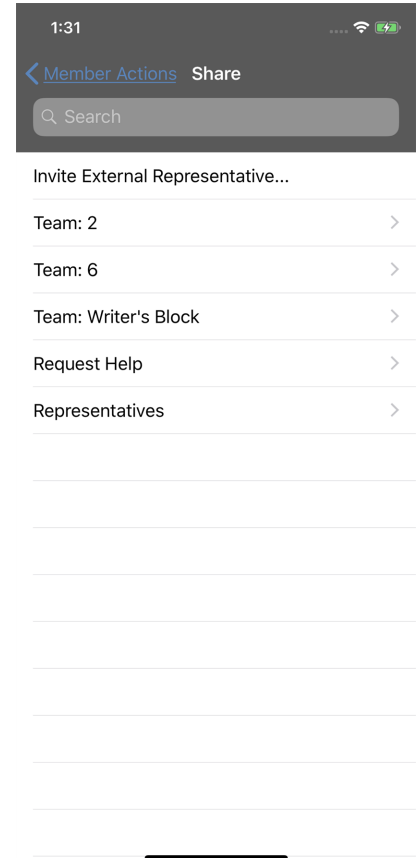 1:31
Member Actions Share
Search
Invite External Representative...
Team: 2
Team: 6
Team: Writer's Block
Request Help
Representatives